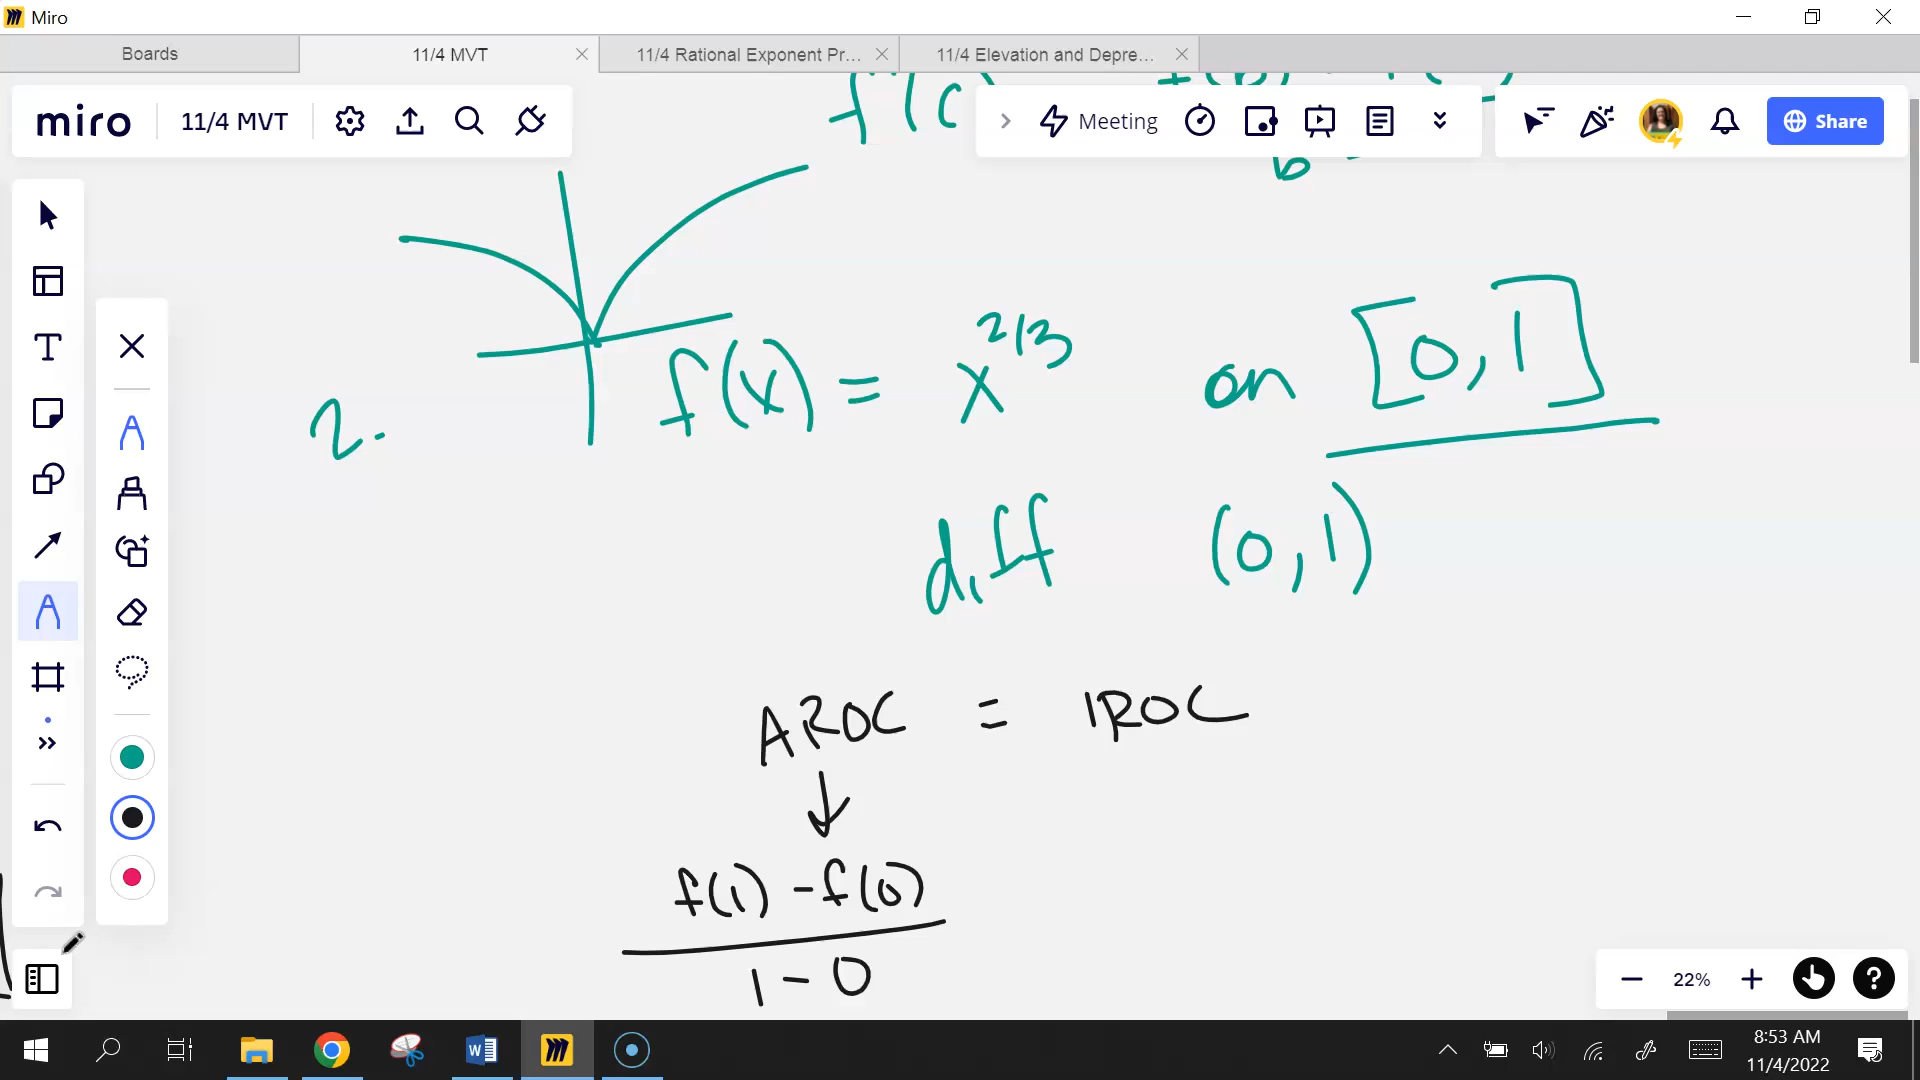 Miro
Boards 11/4 MVT 11/4 Rational Exponent Pr... 11/4 Elevation and Depre...
miro 11/4 MVT Meeting Share
f'(c)
b
2. f(x) = x^2/3 on [0,1]
diff (0,1)
AROC = IROC
f(1) - f(0)
1 - 0
22%
8:53 AM
11/4/2022